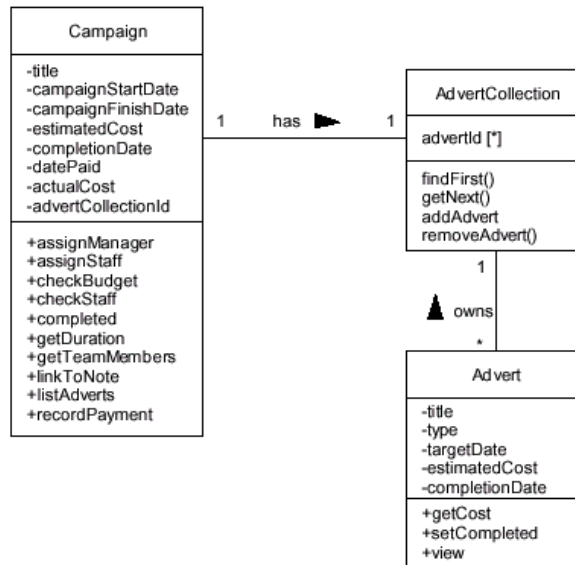 Campaign
-title
-campaignStartDate
-campaignFinishDate
-estimatedCost
-completionDate
-datePaid
-actualCost
-advertCollectionId
+assignManager
+assignStaff
+checkBudget
+checkStaff
+completed
+getDuration
+getTeamMembers
+linkToNote
+listAdverts
+recordPayment
1 has 1
AdvertCollection
advertId [*]
findFirst()
getNext()
addAdvert
removeAdvert()
1
owns
*
Advert
-title
-type
-targetDate
-estimatedCost
-completionDate
+getCost
+setCompleted
+view